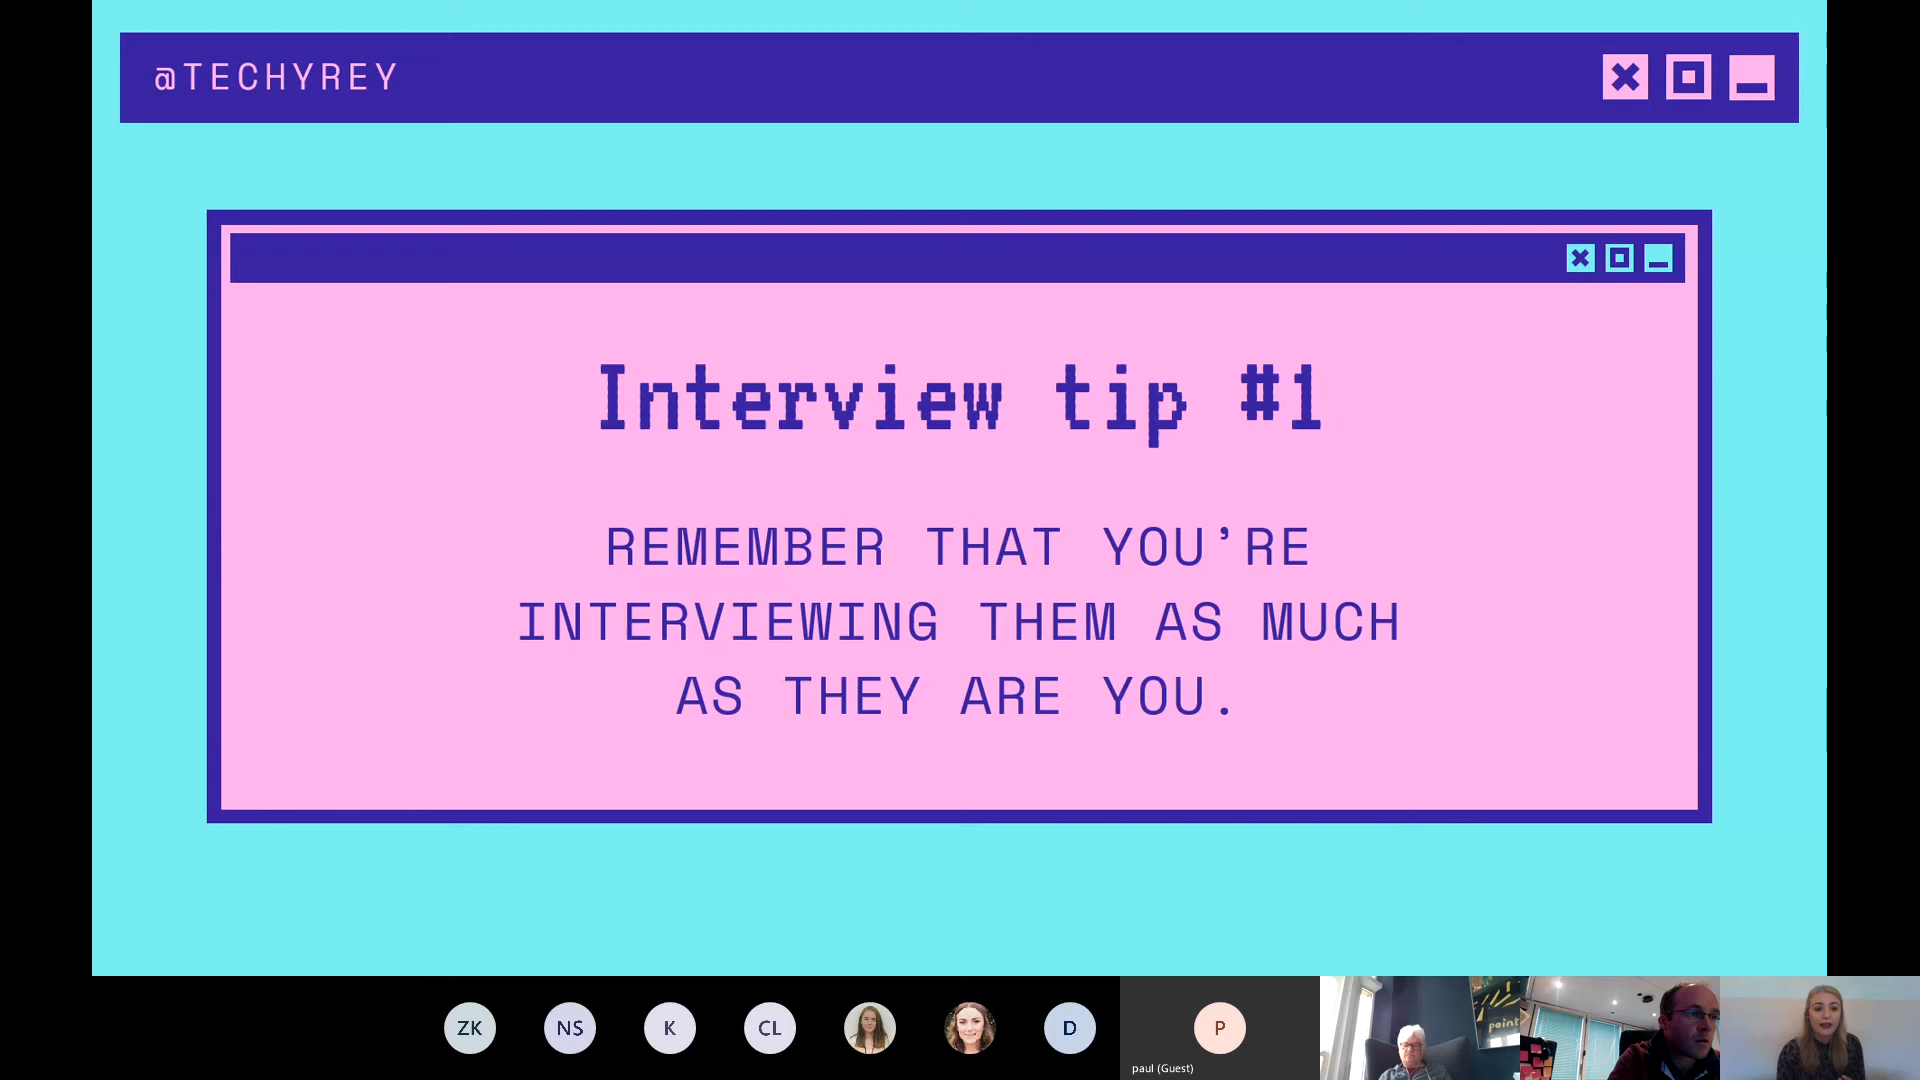 @TECHYREY
Interview tip #1
REMEMBER THAT YOU’RE
INTERVIEWING THEM AS MUCH
AS THEY ARE YOU.
ZK
NS
K
CL
D
P
paul (Guest)
point